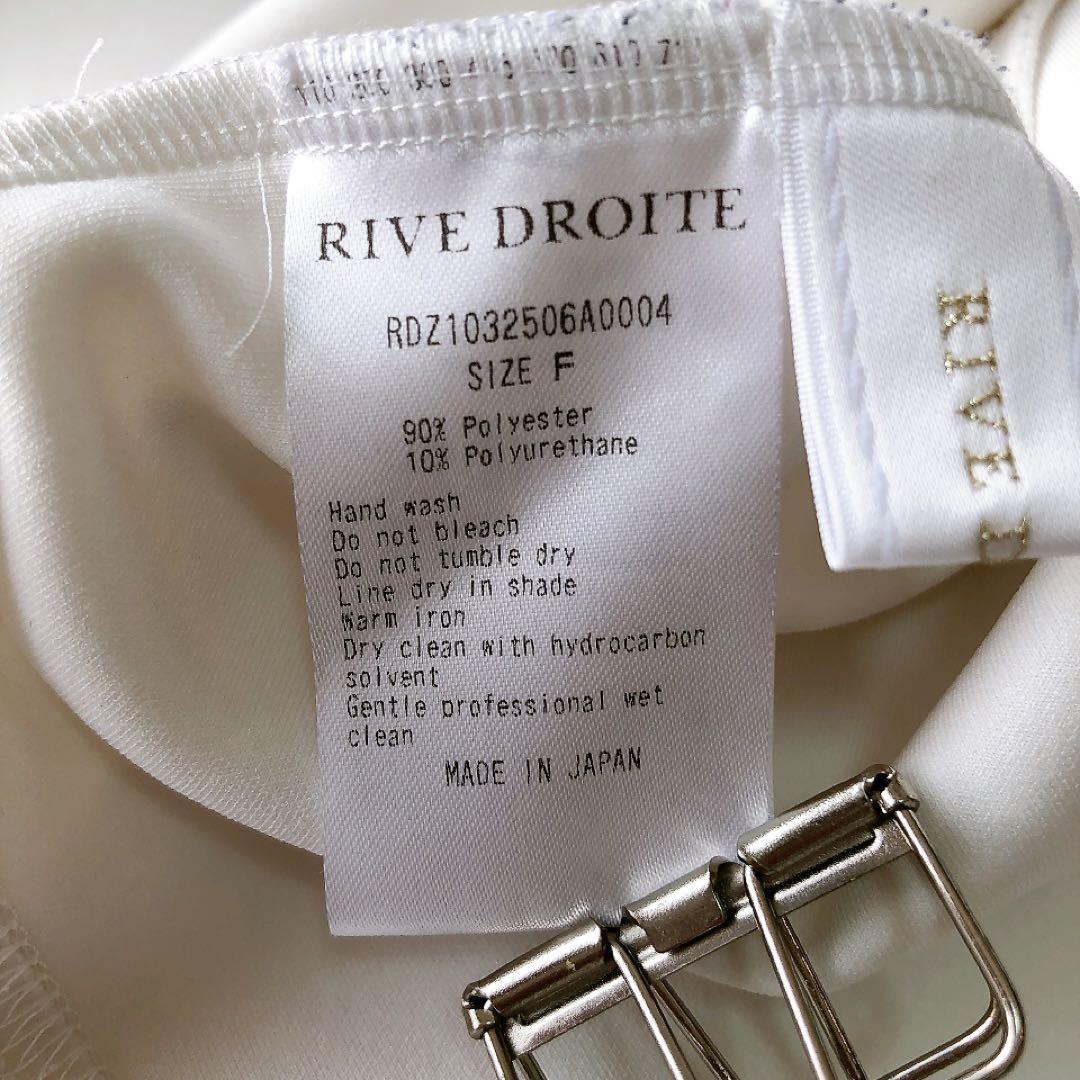 RIVE DROITE
RDZ1032506A0004
SIZE F
90% Polyester
10% Polyurethane
Hand wash
Do not bleach
Do not tumble dry
Line dry in shade
Warm iron
Dry clean with hydrocarbon
solvent
Gentle professional wet
clean
MADE IN JAPAN
RIVE D